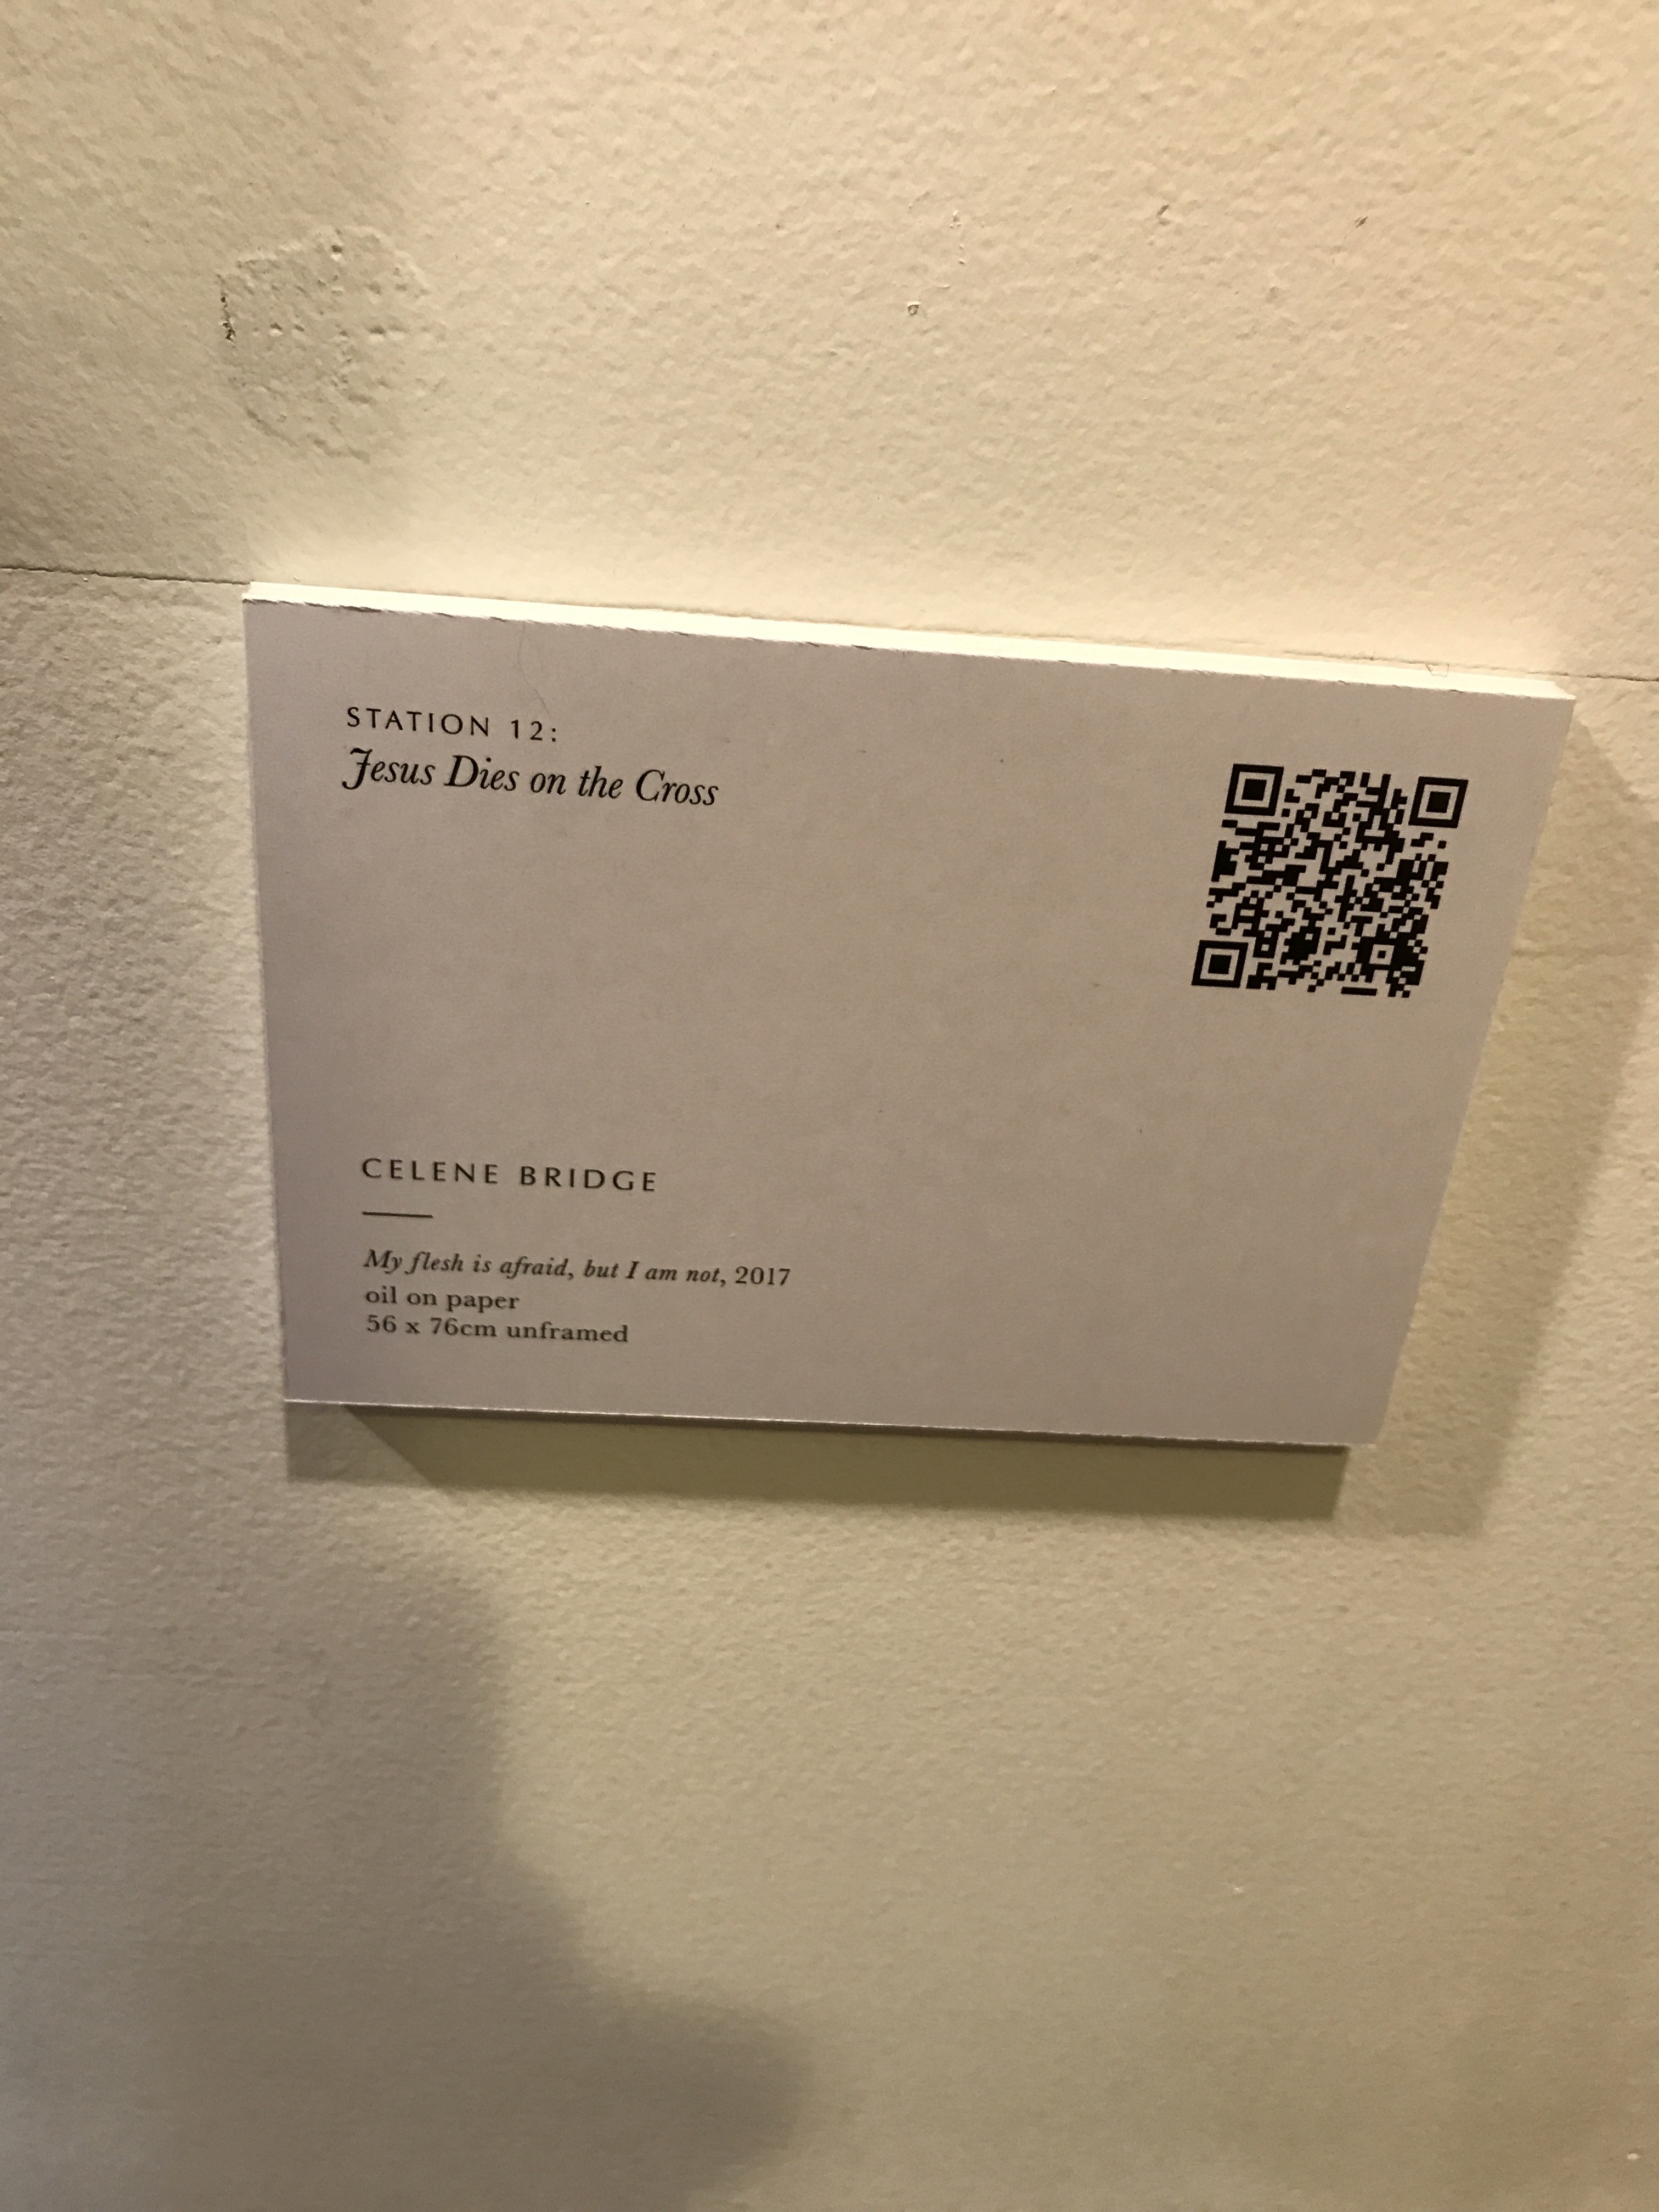 STATION 12:
Jesus Dies on the Cross
CELENE BRIDGE
My flesh is afraid, but I am not, 2017
oil on paper
56 x 76cm unframed